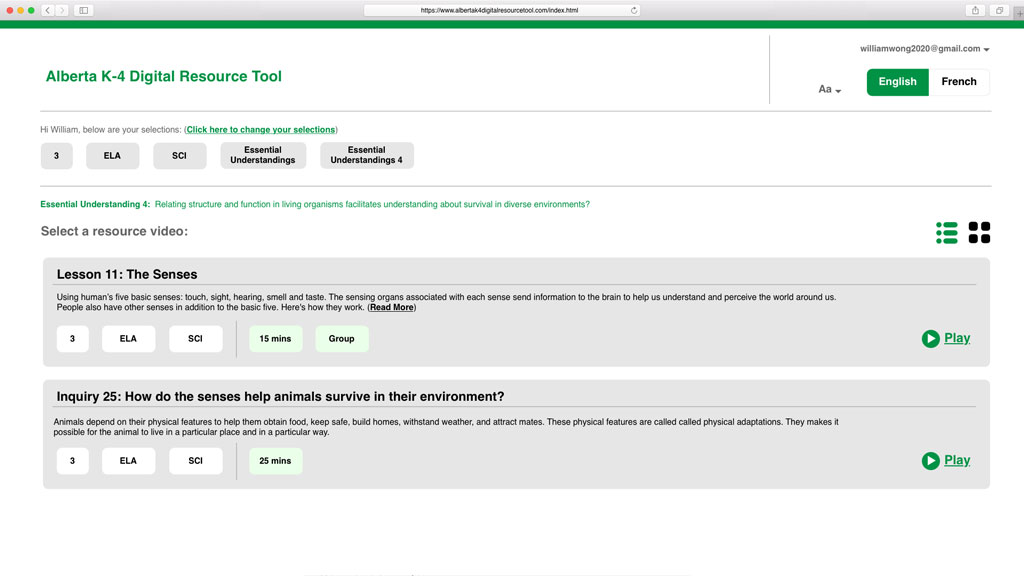 https://www.albertak4digitalresourcetool.com/index.html
williamwong2020@gmail.com
Alberta K-4 Digital Resource Tool
Aa
English
French
Hi William, below are your selections: (Click here to change your selections)
3
ELA
SCI
Essential
Understandings
Essential
Understandings 4
Essential Understanding 4: Relating structure and function in living organisms facilitates understanding about survival in diverse environments?
Select a resource video:
Lesson 11: The Senses
Using human's five basic senses: touch, sight, hearing, smell and taste. The sensing organs associated with each sense send information to the brain to help us understand and perceive the world around us.
People also have other senses in addition to the basic five. Here's how they work. (Read More)
3
ELA
SCI
15 mins
Group
Play
Inquiry 25: How do the senses help animals survive in their environment?
Animals depend on their physical features to help them obtain food, keep safe, build homes, withstand weather, and attract mates. These physical features are called called physical adaptations. They makes it
possible for the animal to live in a particular place and in a particular way.
3
ELA
SCI
25 mins
Play